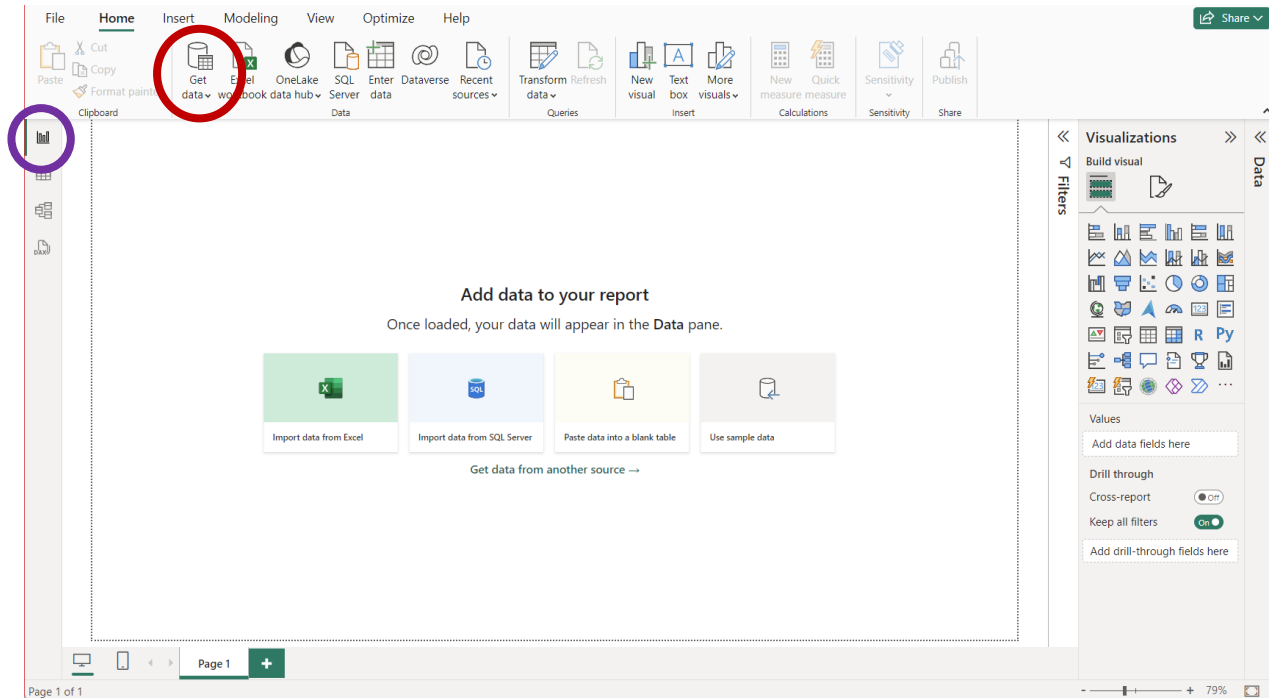 File Home Insert Modeling View Optimize Help
Share
Paste
Cut
Copy
Format painter
Clipboard
Get data
Excel workbook
OneLake data hub
SQL Server
Enter data
Dataverse
Recent sources
Data
Transform data
Refresh
Queries
New visual
Text box
More visuals
Insert
New measure
Quick measure
Calculations
Sensitivity
Sensitivity
Publish
Share
DAX
Add data to your report
Once loaded, your data will appear in the Data pane.
SQL
Import data from Excel
Import data from SQL Server
Paste data into a blank table
Use sample data
Get data from another source →
Filters
Visualizations
Build visual
123
R
Py
123
Values
Add data fields here
Drill through
Cross-report
Off
Keep all filters
On
Add drill-through fields here
Data
Page 1
Page 1 of 1
79%